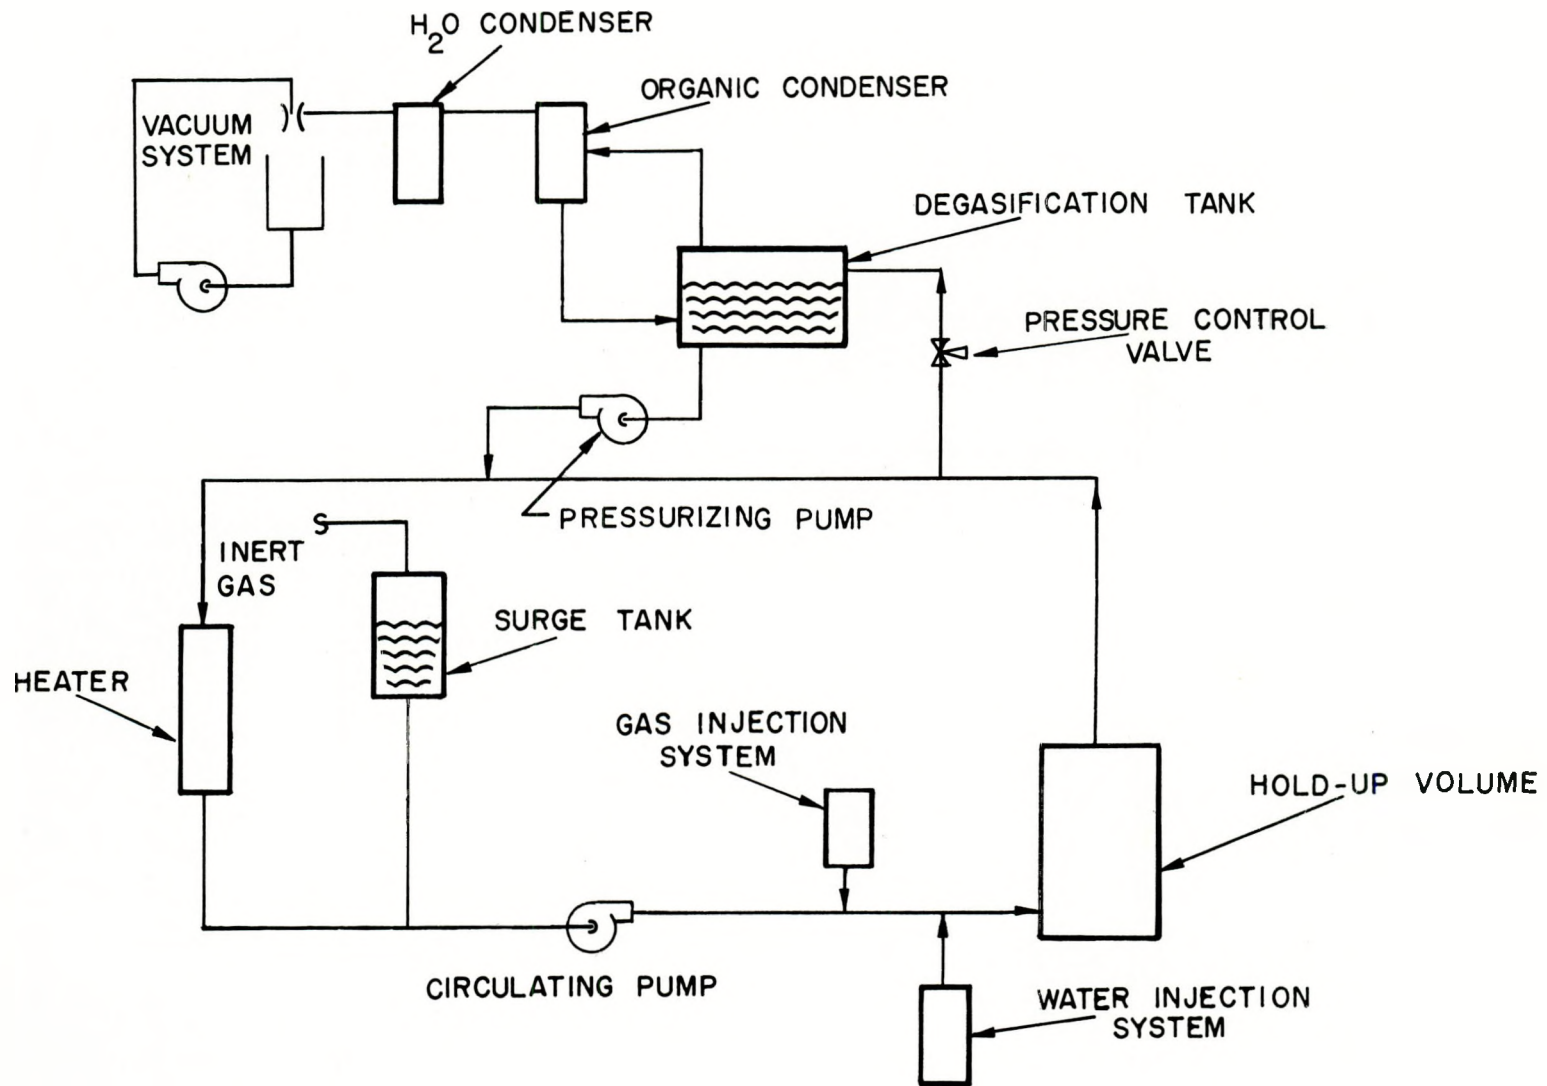 H₂O CONDENSER
ORGANIC CONDENSER
VACUUM
SYSTEM
DEGASIFICATION TANK
PRESSURE CONTROL
VALVE
PRESSURIZING PUMP
INERT
GAS
SURGE TANK
HEATER
GAS INJECTION
SYSTEM
HOLD-UP VOLUME
CIRCULATING PUMP
WATER INJECTION
SYSTEM